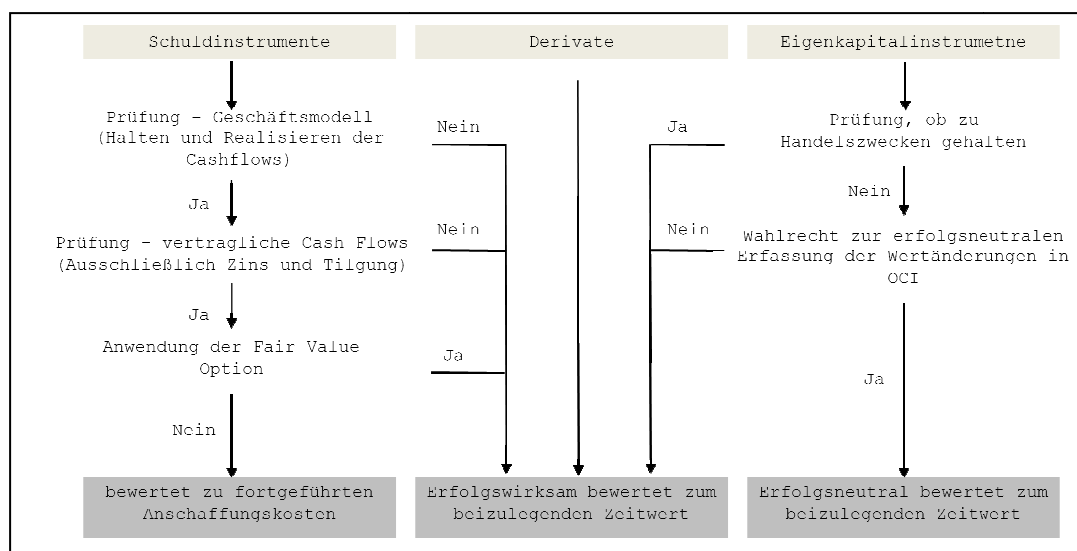 Schuldinstrumente
Derivate
Eigenkapitalinstrumetne
Prüfung – Geschäftsmodell
(Halten und Realisieren der
Cashflows)
Nein
Ja
Prüfung, ob zu
Handelszwecken gehalten
Ja
Nein
Prüfung – vertragliche Cash Flows
(Ausschließlich Zins und Tilgung)
Nein
Nein
Wahlrecht zur erfolgsneutralen
Erfassung der Wertänderungen in
OCI
Ja
Anwendung der Fair Value
Option
Ja
Ja
Nein
bewertet zu fortgeführten
Anschaffungskosten
Erfolgswirksam bewertet zum
beizulegenden Zeitwert
Erfolgsneutral bewertet zum
beizulegenden Zeitwert